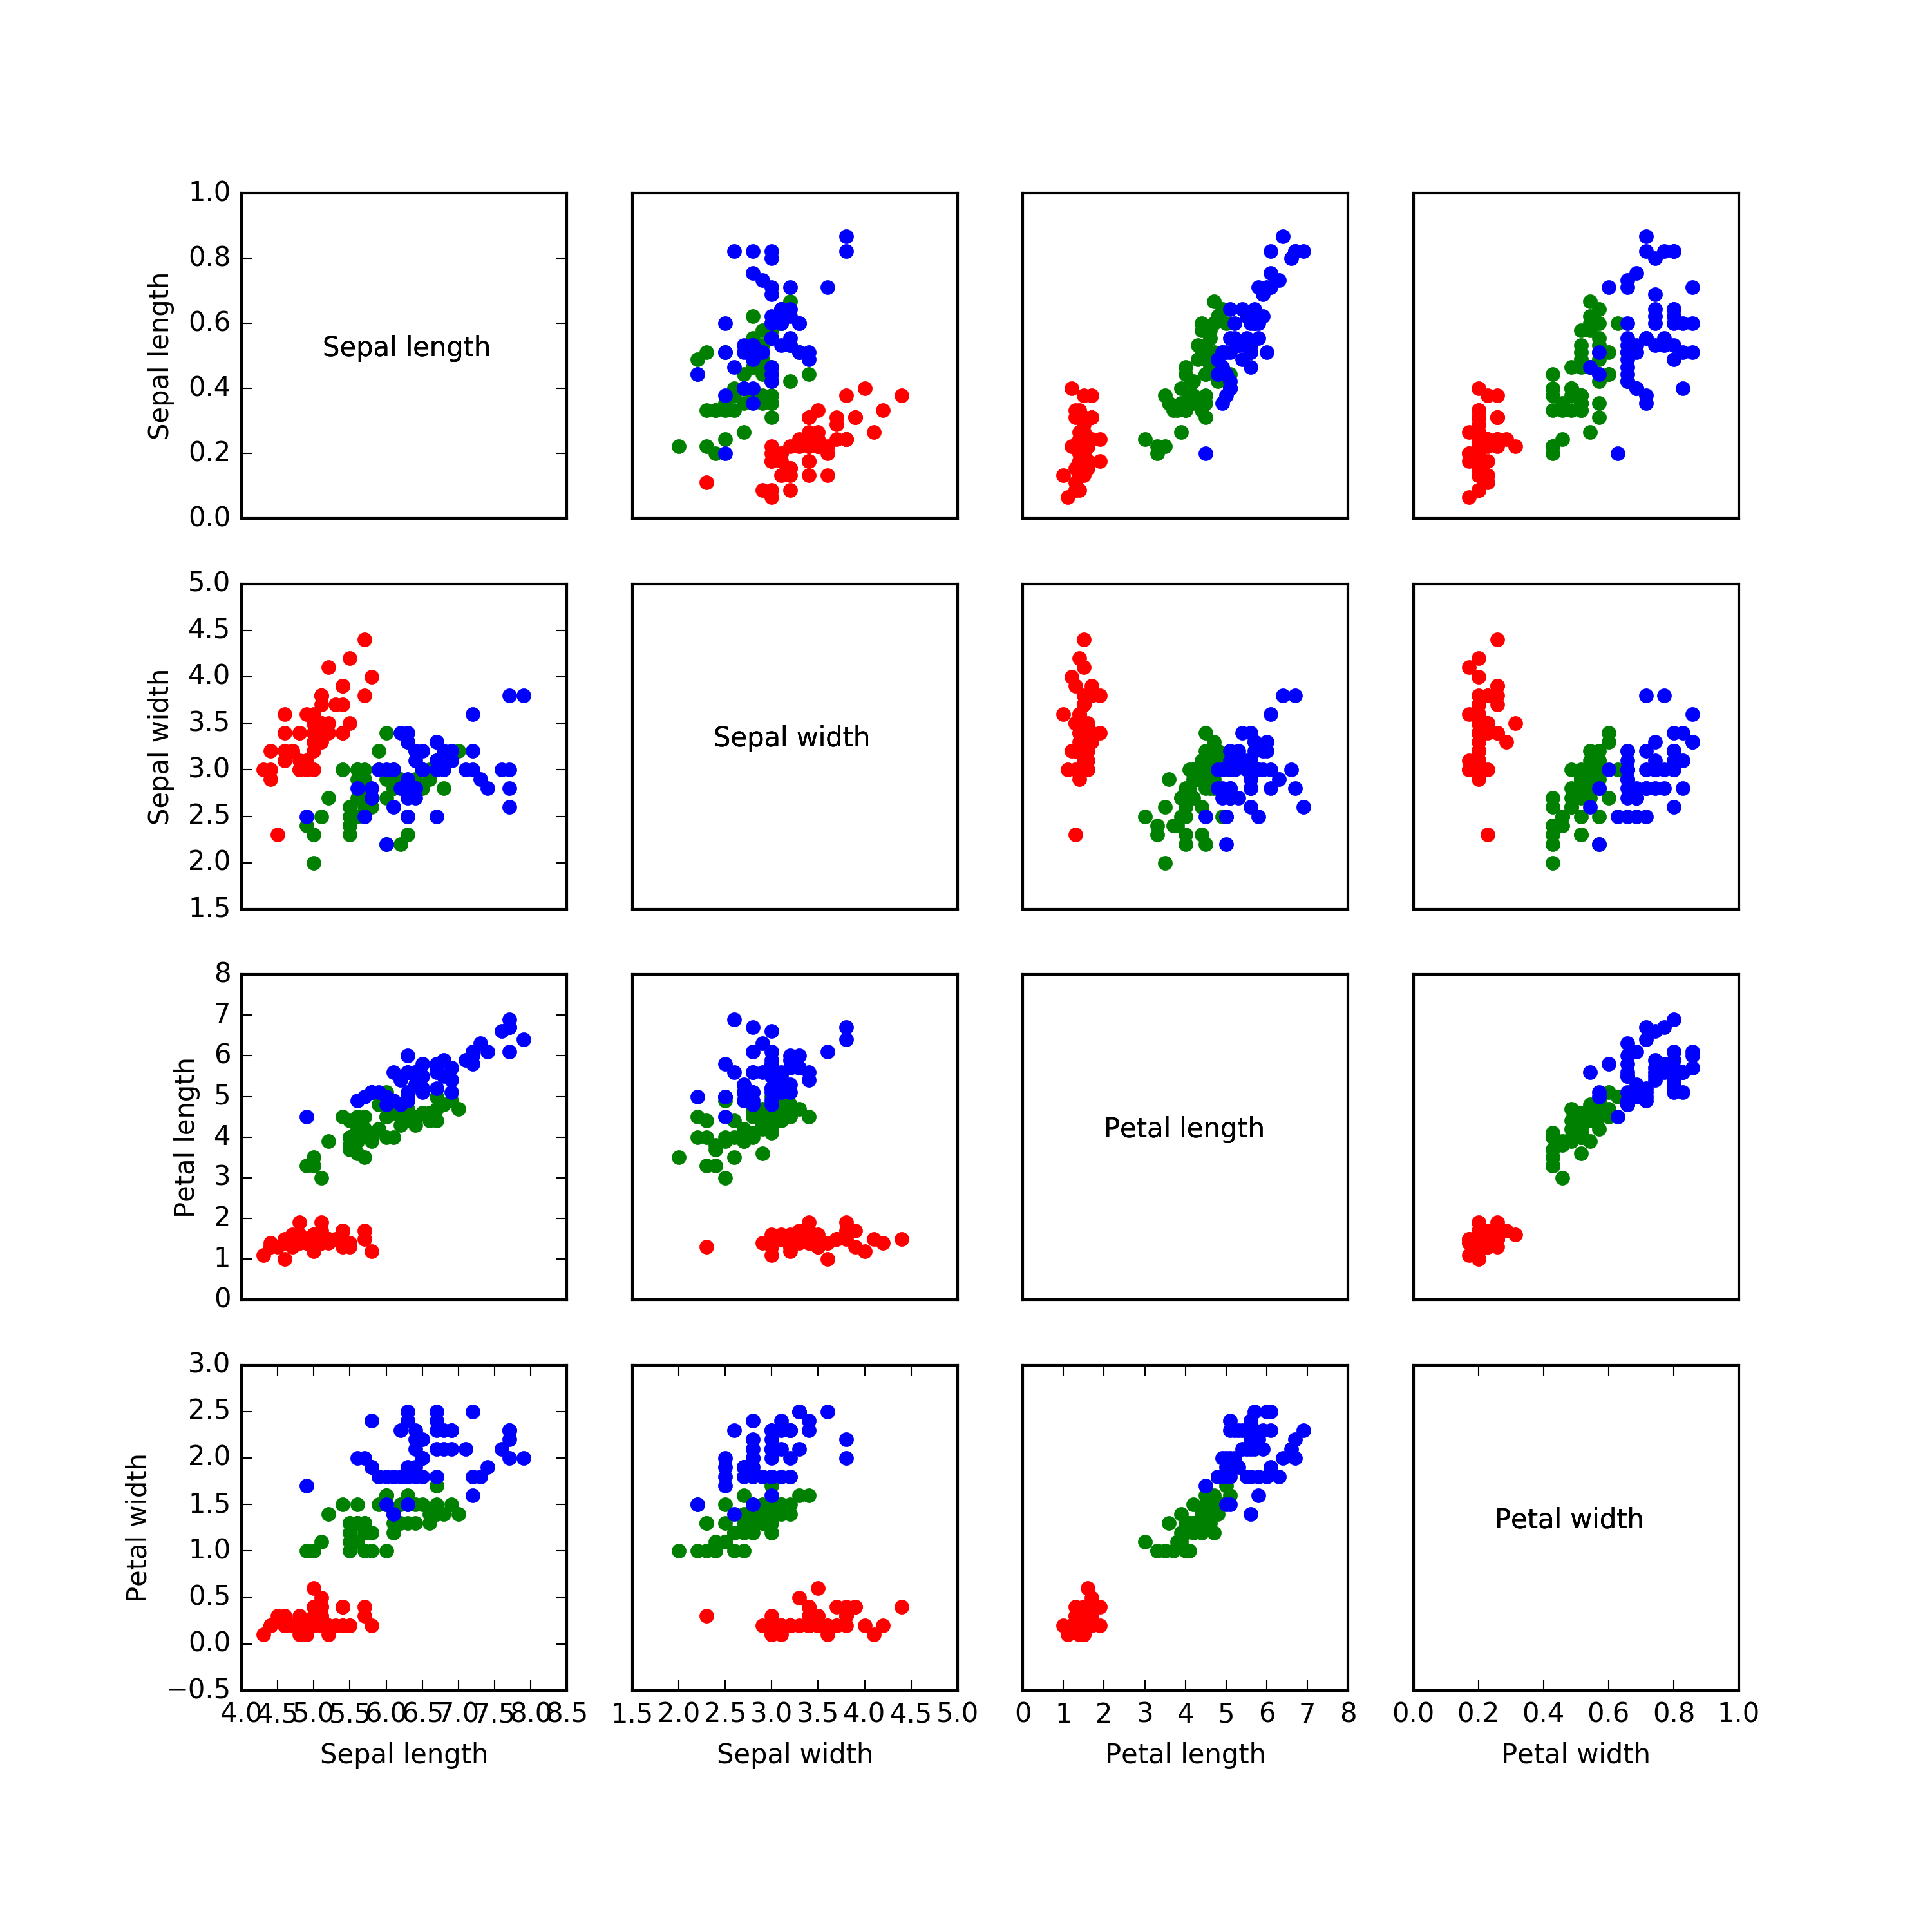 1.0
0.8
0.6
0.4
0.2
0.0
Sepal length
Sepal length
5.0
4.5
4.0
3.5
3.0
2.5
2.0
1.5
Sepal width
Sepal width
8
7
6
5
4
3
2
1
0
Petal length
Petal length
3.0
2.5
2.0
1.5
1.0
0.5
0.0
−0.5
Petal width
Petal width
4.0 4.5 5.0 5.5 6.0 6.5 7.0 7.5 8.0 8.5
Sepal length
1.5 2.0 2.5 3.0 3.5 4.0 4.5 5.0
Sepal width
0 1 2 3 4 5 6 7 8
Petal length
0.0 0.2 0.4 0.6 0.8 1.0
Petal width